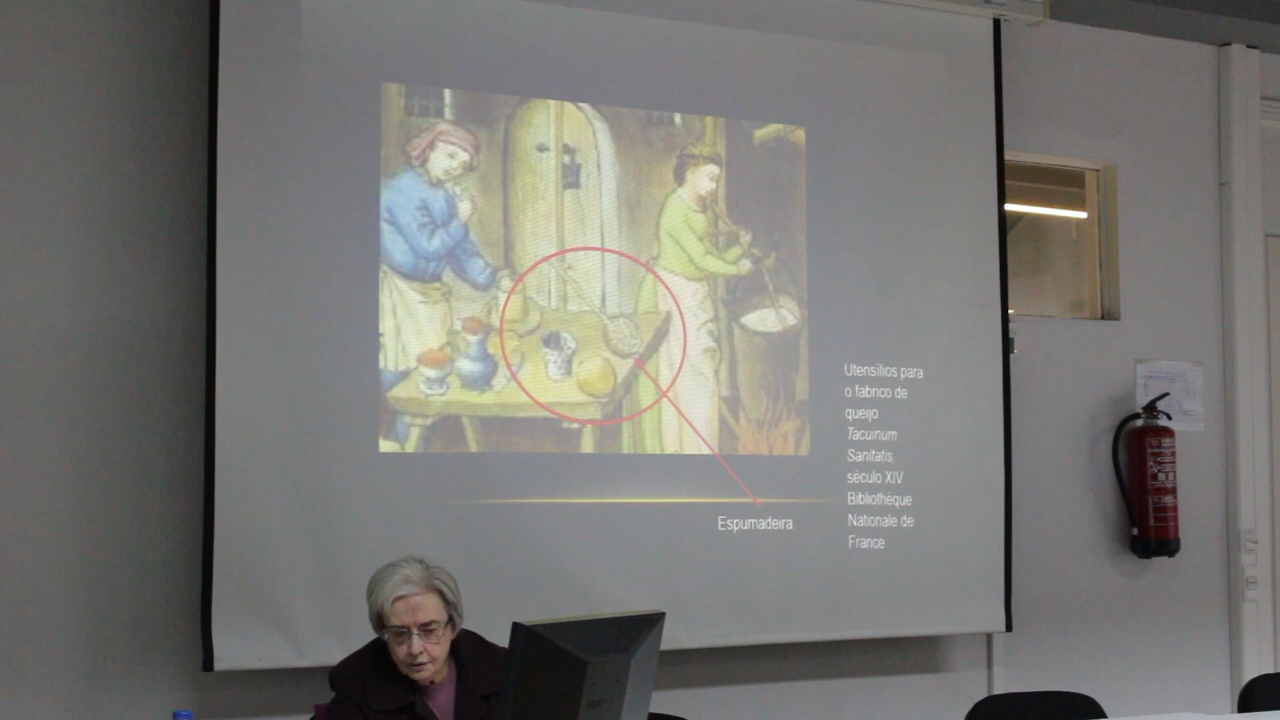 Utensílios para
o fabrico de
queijo
Tacuinum
Sanitatis,
século XIV
Bibliothèque
Nationale de
France
Espumadeira